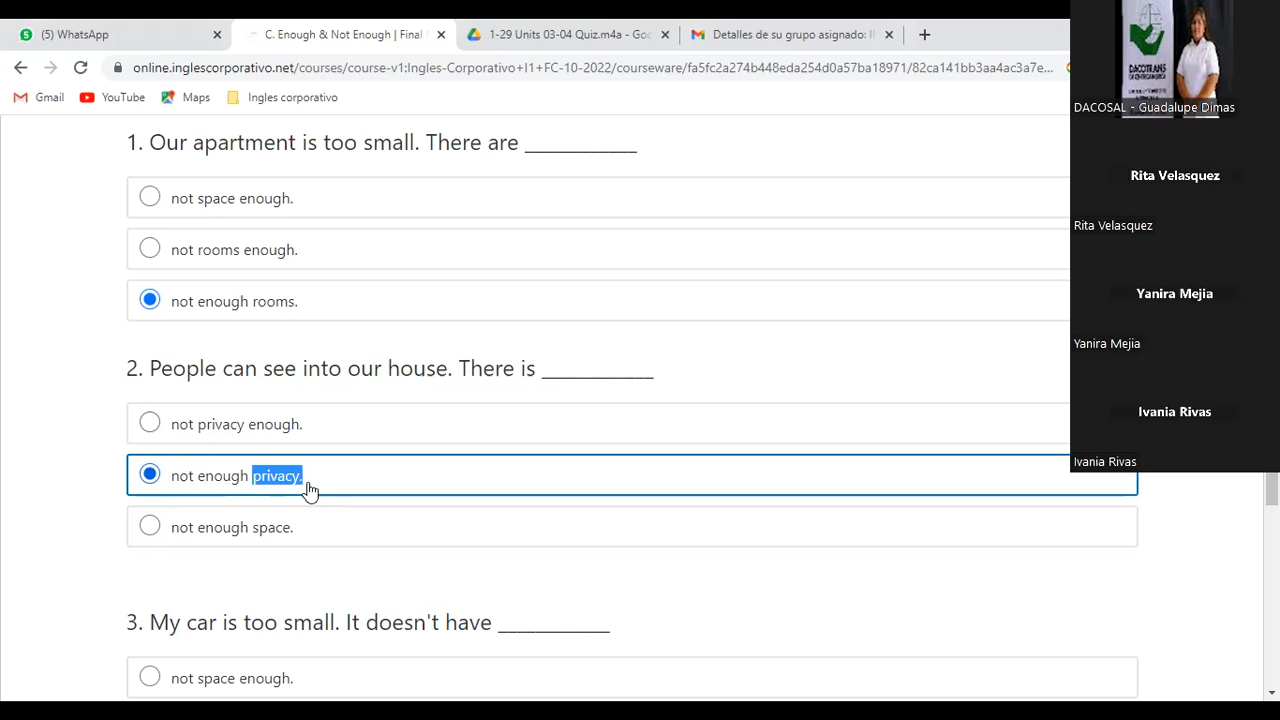 5 (5) WhatsApp
C. Enough & Not Enough | Final
1-29 Units 03-04 Quiz.m4a - Goo
Detalles de su grupo asignado: I
online.inglescorporativo.net/courses/course-v1:Ingles-Corporativo+I1+FC-10-2022/courseware/fa5fc2a274b448eda254d0a57ba18971/82ca141bb3aa4ac3a7e...
Gmail
YouTube
Maps
Ingles corporativo
1. Our apartment is too small. There are ____________
not space enough.
not rooms enough.
not enough rooms.
2. People can see into our house. There is ____________
not privacy enough.
not enough privacy.
not enough space.
3. My car is too small. It doesn't have ____________
not space enough.
DACOTRANS
DACOSAL - Guadalupe Dimas
Rita Velasquez
Rita Velasquez
Yanira Mejia
Yanira Mejia
Ivania Rivas
Ivania Rivas